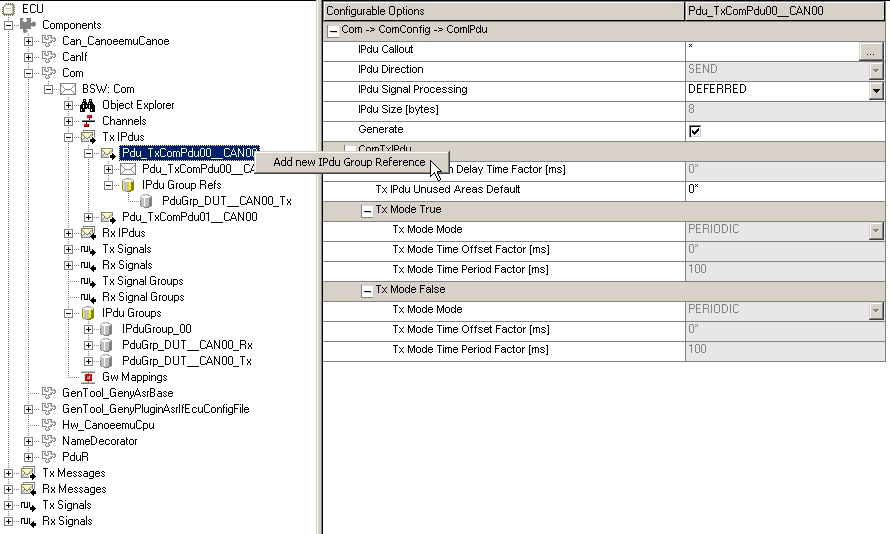 ECU
Components
Can_CanoeemuCanoe
CanIf
Com
BSW: Com
Object Explorer
Channels
Tx IPdus
Pdu_TxComPdu00__CAN00
Pdu_TxComPdu00__CA
IPdu Group Refs
PduGrp_DUT__CAN00_Tx
Pdu_TxComPdu01__CAN00
Rx IPdus
Tx Signals
Rx Signals
Tx Signal Groups
Rx Signal Groups
IPdu Groups
IPduGroup_00
PduGrp_DUT__CAN00_Rx
PduGrp_DUT__CAN00_Tx
Gw Mappings
GenTool_GenyAsrBase
GenTool_GenyPluginAsrIfEcuConfigFile
Hw_CanoeemuCpu
NameDecorator
PduR
Tx Messages
Rx Messages
Tx Signals
Rx Signals
Add new IPdu Group Reference
Configurable Options Pdu_TxComPdu00__CAN00
Com -> ComConfig -> ComIPdu
IPdu Callout * ...
IPdu Direction SEND
IPdu Signal Processing DEFERRED
IPdu Size [bytes] 8
Generate
ComTxIPdu
Delay Time Factor [ms] 0*
Tx IPdu Unused Areas Default 0*
Tx Mode True
Tx Mode Mode PERIODIC
Tx Mode Time Offset Factor [ms] 0*
Tx Mode Time Period Factor [ms] 100
Tx Mode False
Tx Mode Mode PERIODIC
Tx Mode Time Offset Factor [ms] 0*
Tx Mode Time Period Factor [ms] 100